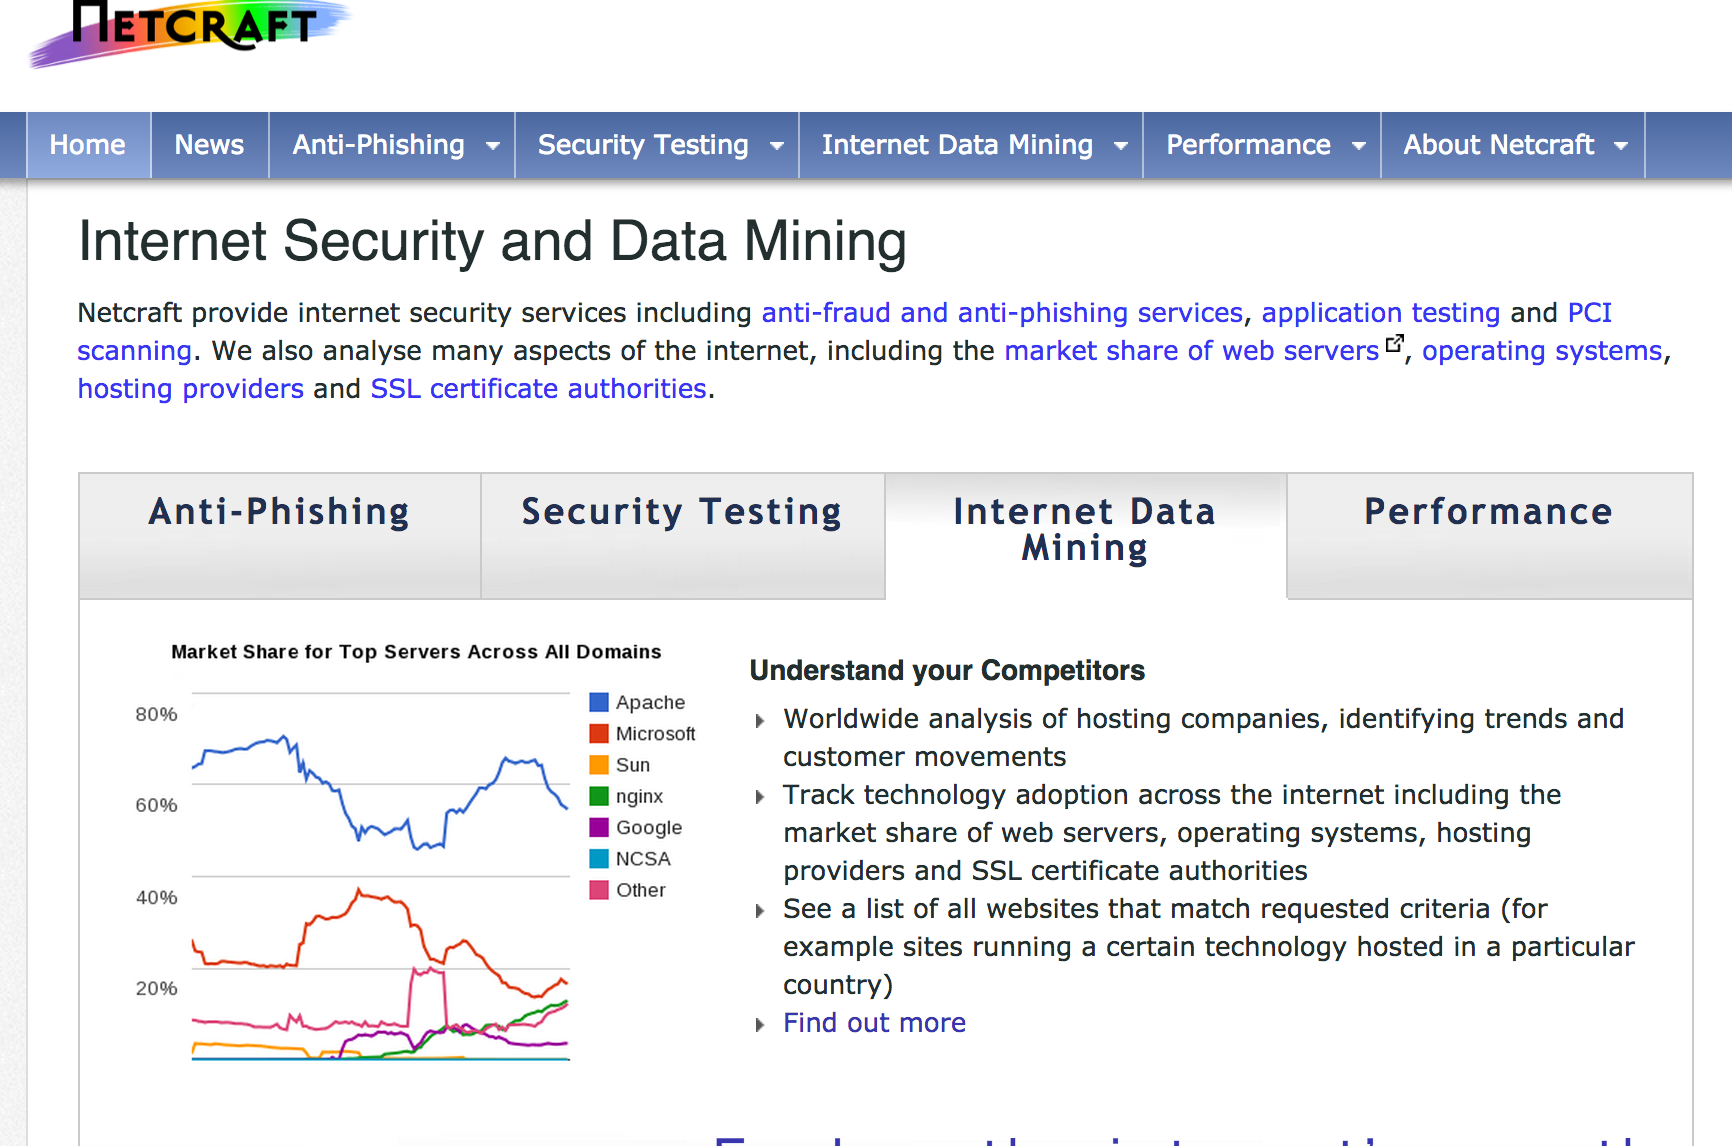 NETCRAFT
Home News Anti-Phishing Security Testing Internet Data Mining Performance About Netcraft
Internet Security and Data Mining
Netcraft provide internet security services including anti-fraud and anti-phishing services, application testing and PCI
scanning. We also analyse many aspects of the internet, including the market share of web servers, operating systems,
hosting providers and SSL certificate authorities.
Anti-Phishing
Security Testing
Internet Data
Mining
Performance
Market Share for Top Servers Across All Domains
80%
60%
40%
20%
Apache
Microsoft
Sun
nginx
Google
NCSA
Other
Understand your Competitors
Worldwide analysis of hosting companies, identifying trends and
customer movements
Track technology adoption across the internet including the
market share of web servers, operating systems, hosting
providers and SSL certificate authorities
See a list of all websites that match requested criteria (for
example sites running a certain technology hosted in a particular
country)
Find out more